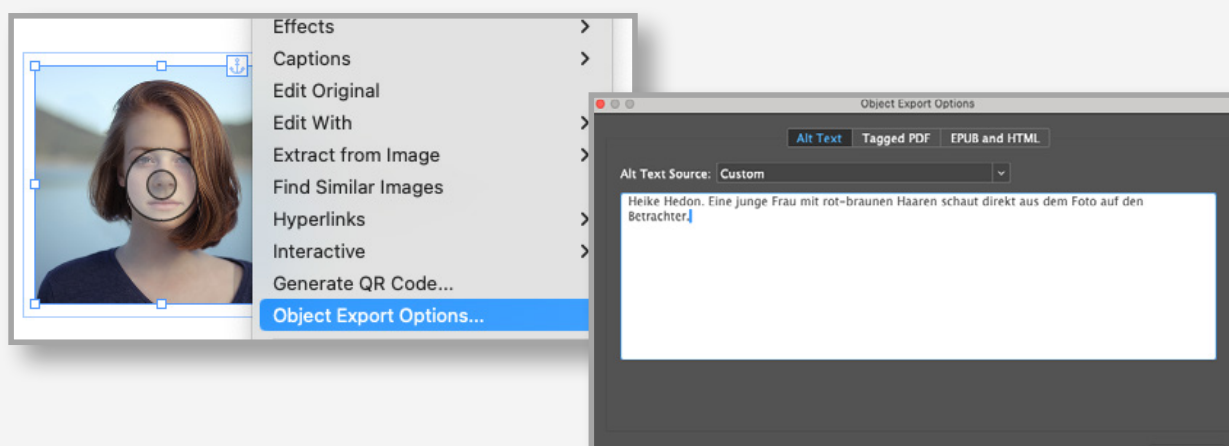 Effects
Captions
Edit Original
Edit With
Extract from Image
Find Similar Images
Hyperlinks
Interactive
Generate QR Code...
Object Export Options...
Object Export Options
Alt Text Tagged PDF EPUB and HTML
Alt Text Source: Custom
Heike Hedon. Eine junge Frau mit rot-braunen Haaren schaut direkt aus dem Foto auf den
Betrachter.